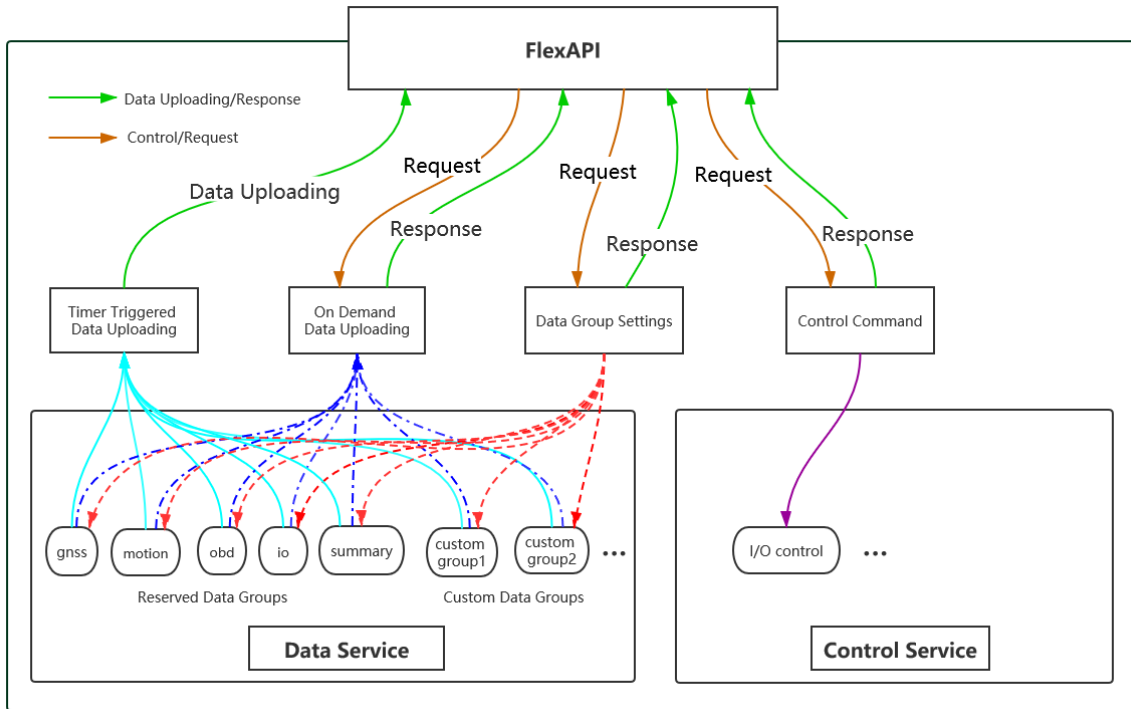 FlexAPI
Data Uploading/Response
Control/Request
Request
Request
Request
Data Uploading
Response
Response
Response
Timer Triggered
Data Uploading
On Demand
Data Uploading
Data Group Settings
Control Command
gnss
motion
obd
io
summary
custom
group1
custom
group2
...
I/O control
...
Reserved Data Groups
Custom Data Groups
Data Service
Control Service